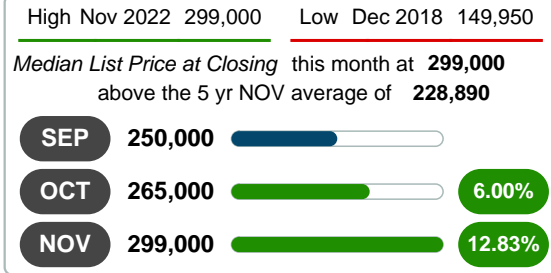 High Nov 2022 299,000 Low Dec 2018 149,950
Median List Price at Closing this month at 299,000
above the 5 yr NOV average of 228,890
SEP 250,000
OCT 265,000 6.00%
NOV 299,000 12.83%